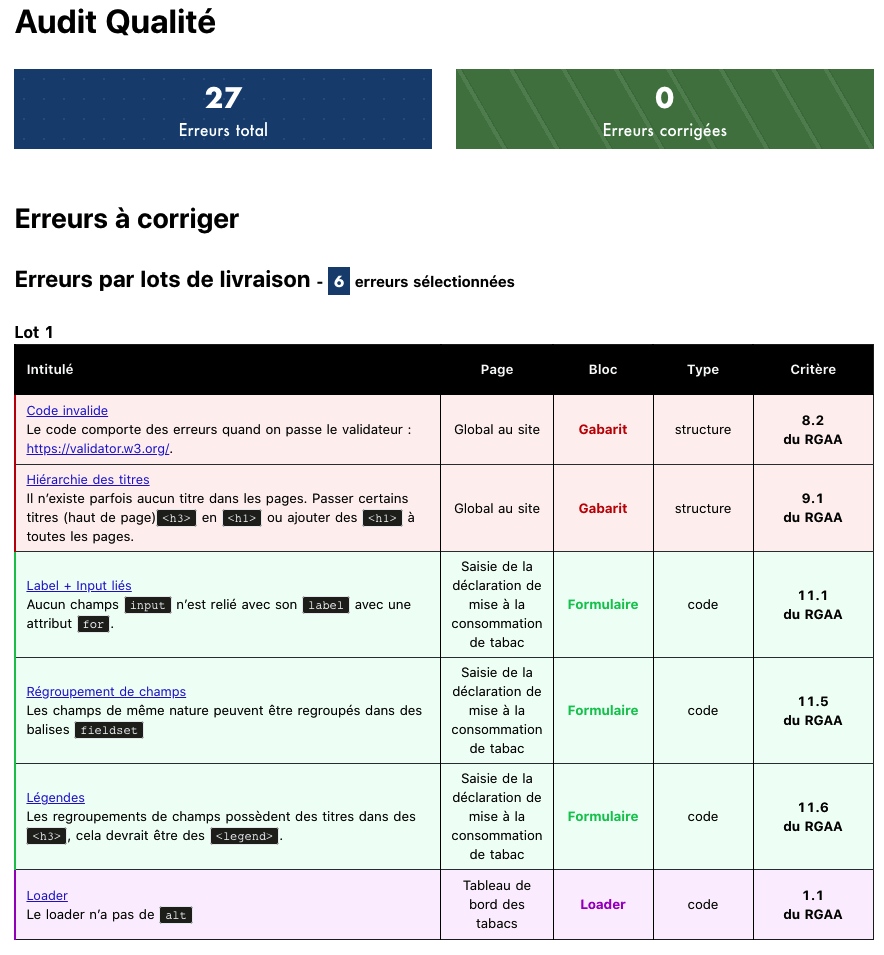 Audit Qualité
27
Erreurs total
0
Erreurs corrigées
Erreurs à corriger
Erreurs par lots de livraison - 6 erreurs sélectionnées
Lot 1
Intitulé Page Bloc Type Critère
Code invalide
Le code comporte des erreurs quand on passe le validateur :
https://validator.w3.org/.
Global au site
Gabarit
structure
8.2
du RGAA
Hiérarchie des titres
Il n’existe parfois aucun titre dans les pages. Passer certains
titres (haut de page) <h3> en <h1> ou ajouter des <h1> à
toutes les pages.
Global au site
Gabarit
structure
9.1
du RGAA
Label + Input liés
Aucun champs input n’est relié avec son label avec une
attribut for .
Saisie de la
déclaration de
mise à la
consommation
de tabac
Formulaire
code
11.1
du RGAA
Régroupement de champs
Les champs de même nature peuvent être regroupés dans des
balises fieldset
Saisie de la
déclaration de
mise à la
consommation
de tabac
Formulaire
code
11.5
du RGAA
Légendes
Les regroupements de champs possèdent des titres dans des
<h3> , cela devrait être des <legend> .
Saisie de la
déclaration de
mise à la
consommation
de tabac
Formulaire
code
11.6
du RGAA
Loader
Le loader n’a pas de alt
Tableau de
bord des
tabacs
Loader
code
1.1
du RGAA